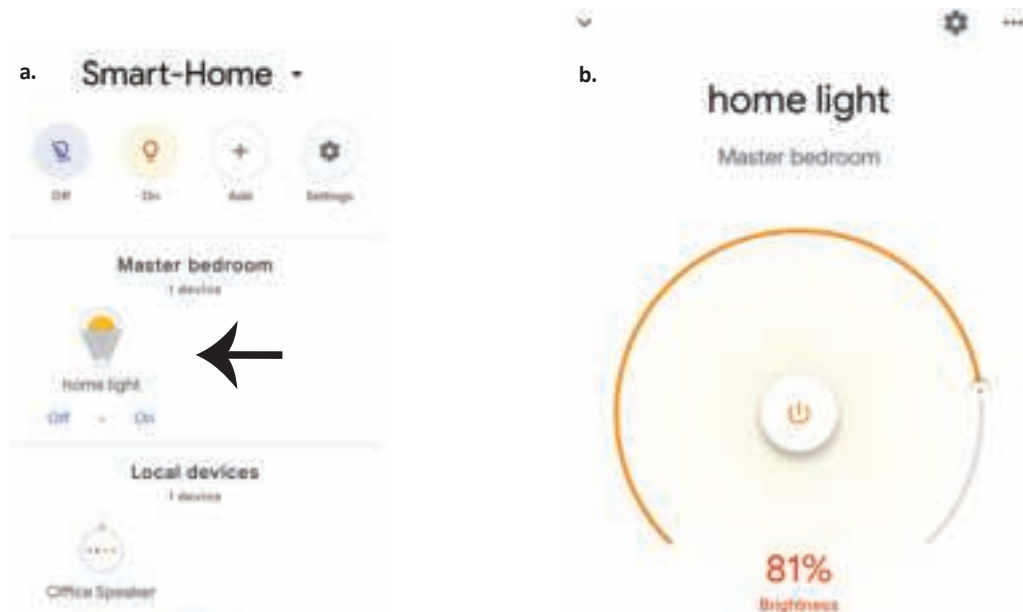 a.
Smart-Home
Off
On
Add
Settings
Master bedroom
1 device
home light
Off - On
Local devices
1 device
Office Speaker
b.
home light
Master bedroom
81%
Brightness